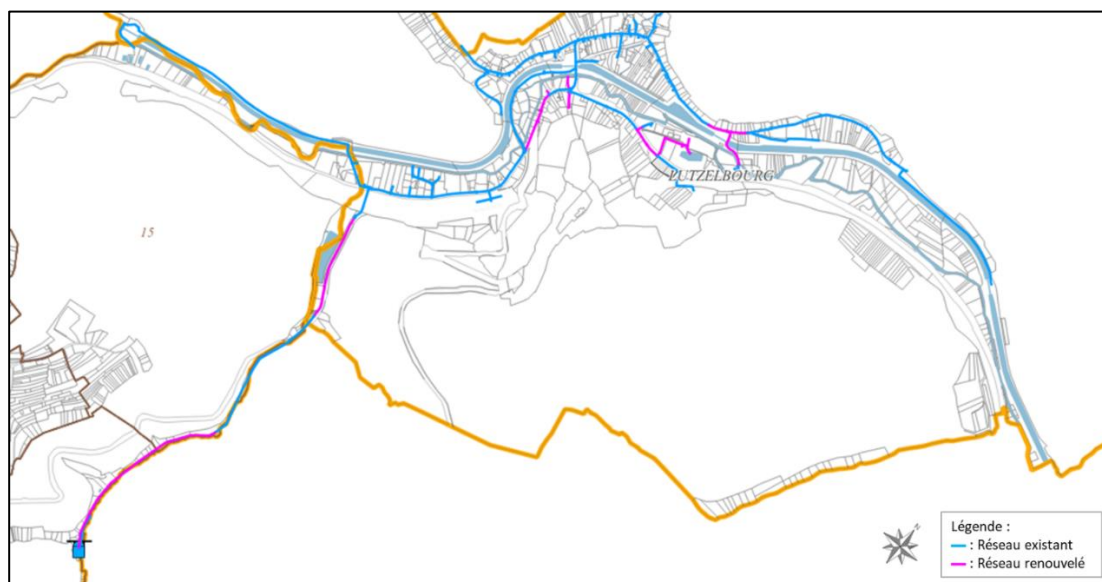 LUTZELBOURG
15
N
Légende :
— : Réseau existant
— : Réseau renouvelé